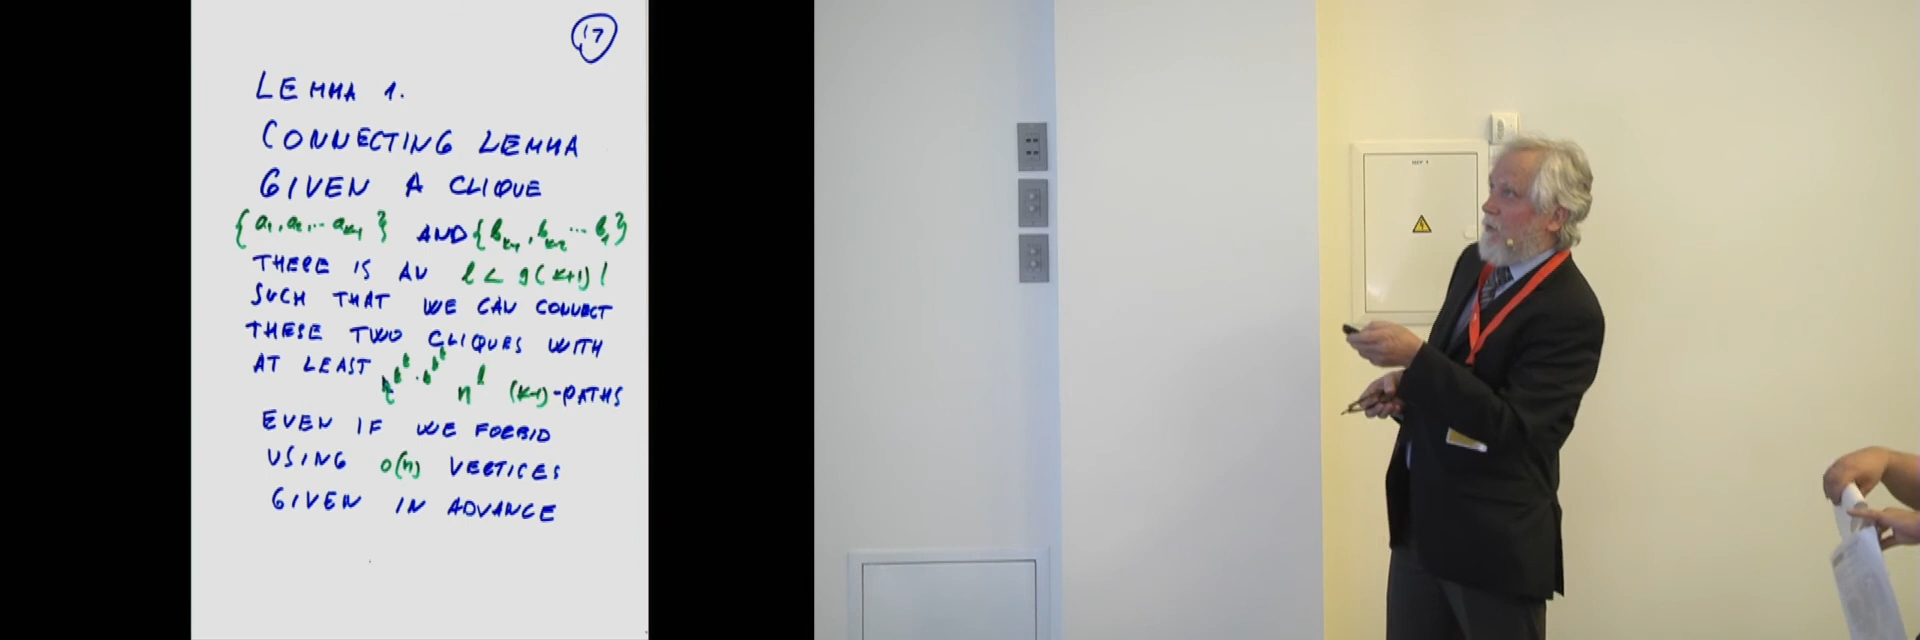 17
LEMMA 1.
CONNECTING LEMMA
GIVEN A CLIQUE
{a₁, a₂, ... aₖ₋₁} AND {bₖ₋₁, bₖ₋₂ ... b₁}
THERE IS AN l < g(k+1)!
SUCH THAT WE CAN CONNECT
THESE TWO CLIQUES WITH
AT LEAST nˡ (k-1)-PATHS
EVEN IF WE FORBID
USING o(n) VERTICES
GIVEN IN ADVANCE